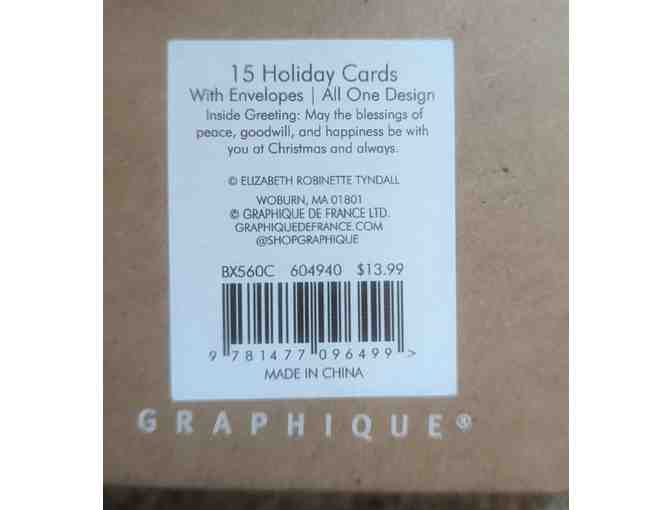 15 Holiday Cards
With Envelopes | All One Design
Inside Greeting: May the blessings of
peace, goodwill, and happiness be with
you at Christmas and always.
© ELIZABETH ROBINETTE TYNDALL
WOBURN, MA 01801
© GRAPHIQUE DE FRANCE LTD.
GRAPHIQUEDEFRANCE.COM
@SHOPGRAPHIQUE
BX560C 604940 $13.99
9 781477 096499 >
MADE IN CHINA
GRAPHIQUE®